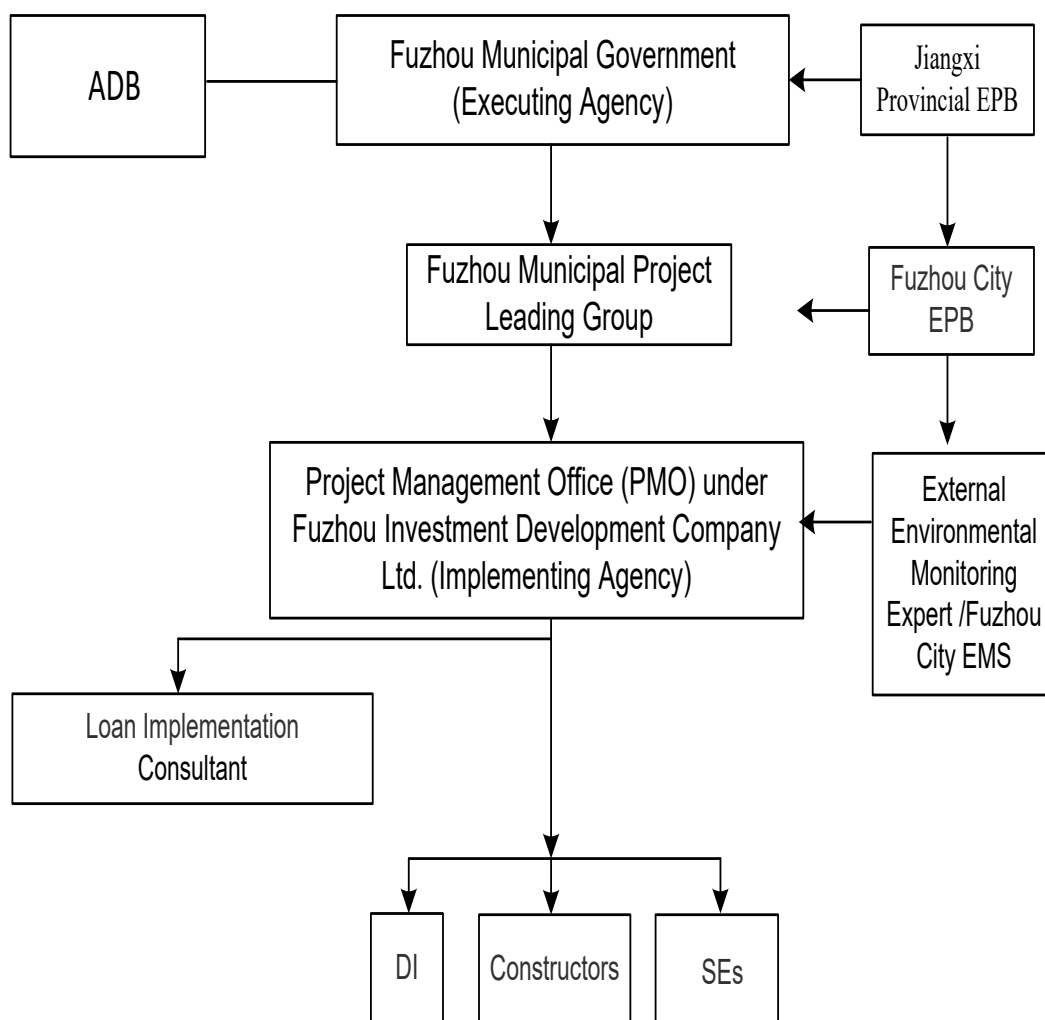 ADB
Fuzhou Municipal Government
(Executing Agency)
Jiangxi
Provincial EPB
Fuzhou Municipal Project
Leading Group
Fuzhou City
EPB
Project Management Office (PMO) under
Fuzhou Investment Development Company
Ltd. (Implementing Agency)
External
Environmental
Monitoring
Expert /Fuzhou
City EMS
Loan Implementation
Consultant
DI
Constructors
SEs